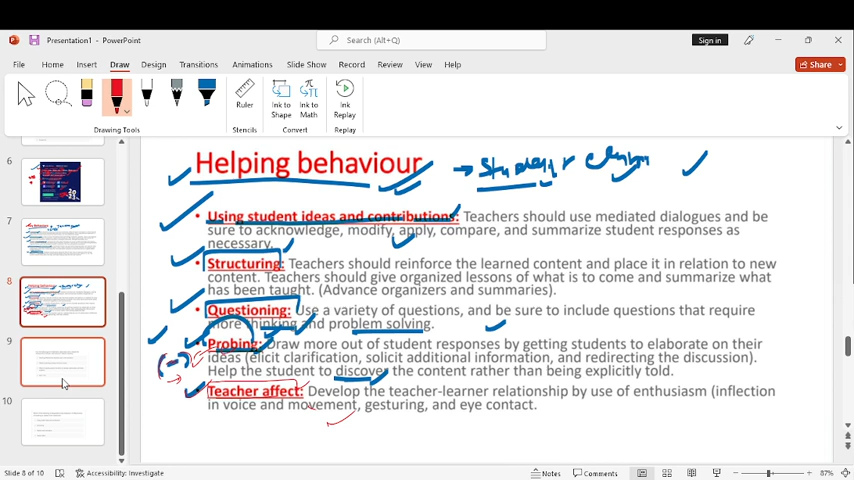 Presentation1 - PowerPoint
Search (Alt+Q)
Sign in
File Home Insert Draw Design Transitions Animations Slide Show Record Review View Help
Share
Ruler
Ink to Shape
Ink to Math
Ink Replay
Drawing Tools
Stencils
Convert
Replay
6
7
8
9
10
Helping behaviour
• Using student ideas and contributions: Teachers should use mediated dialogues and be
sure to acknowledge, modify, apply, compare, and summarize student responses as
necessary.
• Structuring: Teachers should reinforce the learned content and place it in relation to new
content. Teachers should give organized lessons of what is to come and summarize what
has been taught. (Advance organizers and summaries).
• Questioning: Use a variety of questions, and be sure to include questions that require
more thinking and problem solving.
• Probing: Draw more out of student responses by getting students to elaborate on their
ideas (elicit clarification, solicit additional information, and redirecting the discussion).
Help the student to discover the content rather than being explicitly told.
• Teacher affect: Develop the teacher-learner relationship by use of enthusiasm (inflection
in voice and movement, gesturing, and eye contact.
Slide 8 of 10
Accessibility: Investigate
Notes
Comments
87%